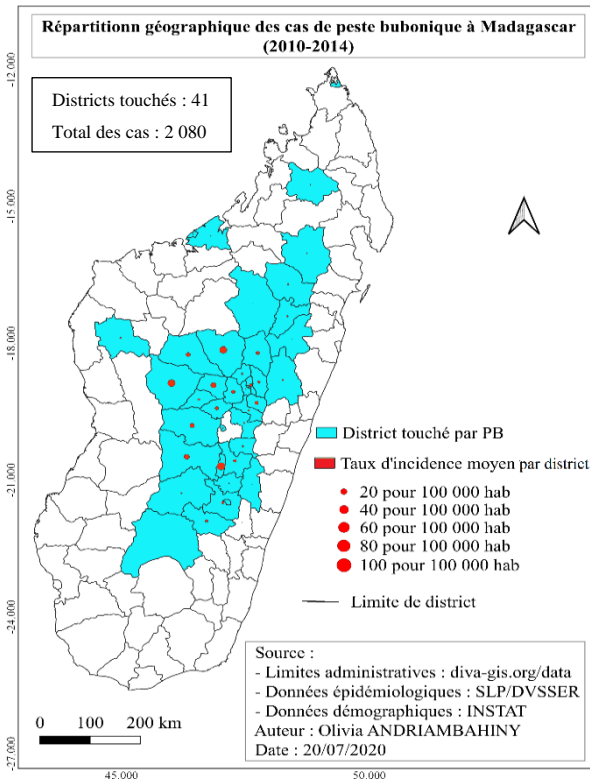 Répartitionn géographique des cas de peste bubonique à Madagascar
(2010-2014)
Districts touchés : 41
Total des cas : 2 080
-12.000
-15.000
-18.000
-21.000
-24.000
-27.000
District touché par PB
Taux d'incidence moyen par district
20 pour 100 000 hab
40 pour 100 000 hab
60 pour 100 000 hab
80 pour 100 000 hab
100 pour 100 000 hab
Limite de district
Source :
- Limites administratives : diva-gis.org/data
- Données épidémiologiques : SLP/DVSSER
- Données démographiques : INSTAT
Auteur : Olivia ANDRIAMBAHINY
Date : 20/07/2020
0 100 200 km
45.000 50.000